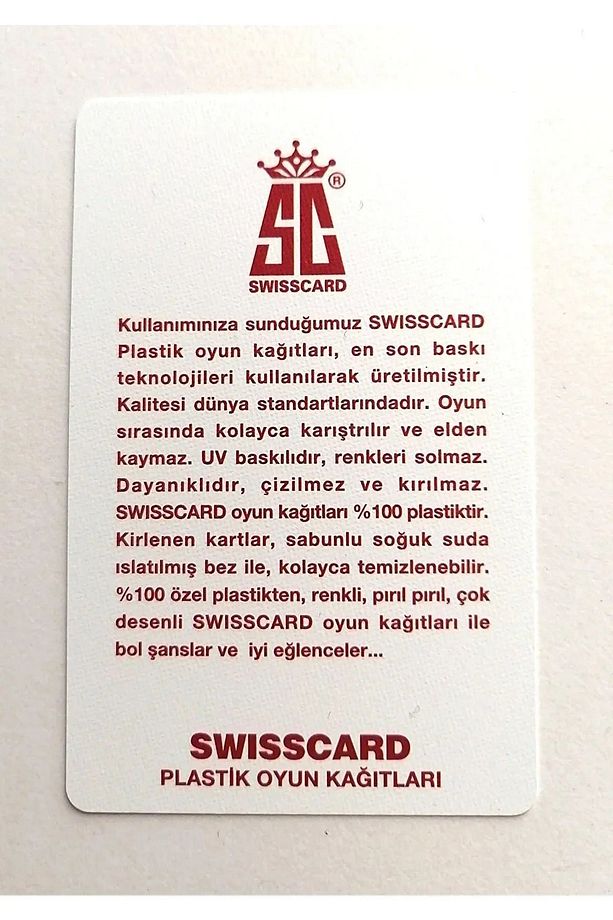 SC®
SWISSCARD
Kullanımınıza sunduğumuz SWISSCARD
Plastik oyun kağıtları, en son baskı
teknolojileri kullanılarak üretilmiştir.
Kalitesi dünya standartlarındadır. Oyun
sırasında kolayca karıştrılır ve elden
kaymaz. UV baskılıdır, renkleri solmaz.
Dayanıklıdır, çizilmez ve kırılmaz.
SWISSCARD oyun kağıtları %100 plastiktir.
Kirlenen kartlar, sabunlu soğuk suda
ıslatılmış bez ile, kolayca temizlenebilir.
%100 özel plastikten, renkli, pırıl pırıl, çok
desenli SWISSCARD oyun kağıtları ile
bol şanslar ve iyi eğlenceler...
SWISSCARD
PLASTİK OYUN KAĞITLARI